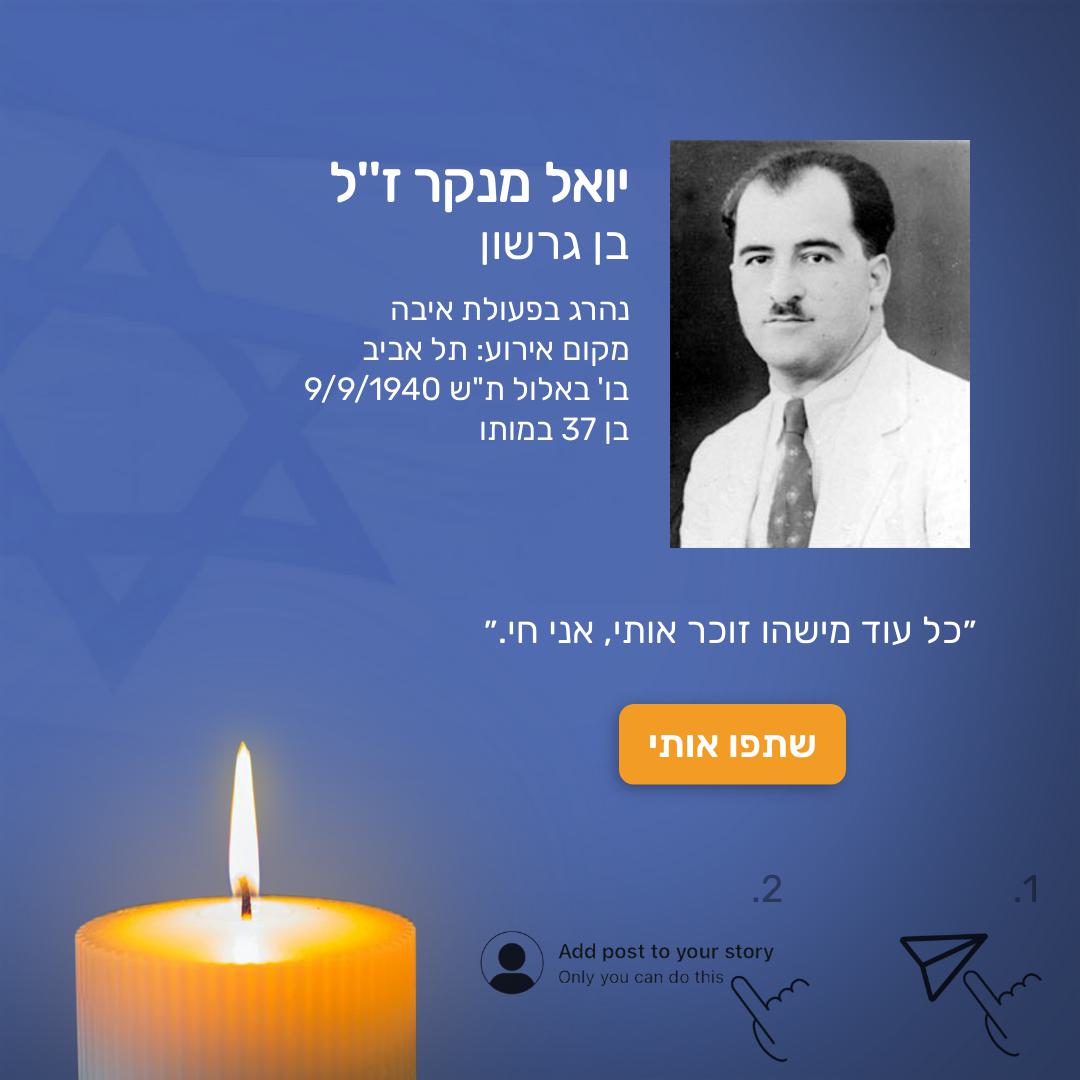 יואל מנקר ז"ל
בן גרשון
נהרג בפעולת איבה
מקום אירוע: תל אביב
בו' באלול ת"ש 9/9/1940
בן 37 במותו
״כל עוד מישהו זוכר אותי, אני חי.״
שתפו אותי
.1
.2
Add post to your story
Only you can do this